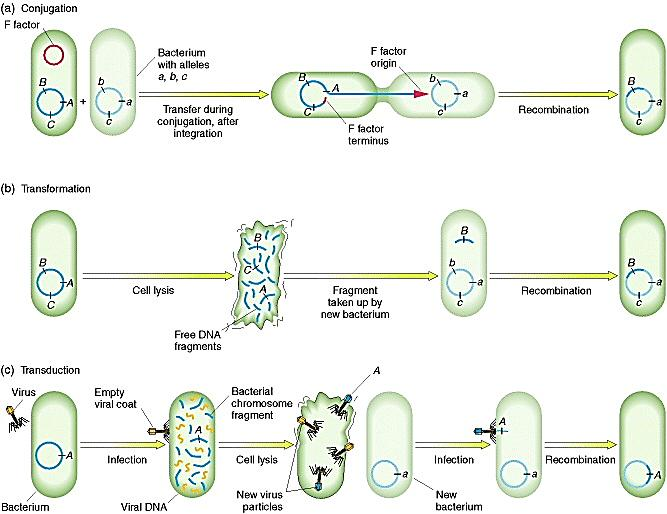 (a) Conjugation
F factor
B
A
C
+
b
a
c
Bacterium
with alleles
a, b, c
Transfer during
conjugation, after
integration
B
A
C
F factor
origin
b
a
c
F factor
terminus
Recombination
B
a
c
(b) Transformation
B
A
C
Cell lysis
B
C
A
Free DNA
fragments
Fragment
taken up by
new bacterium
B
b
a
c
Recombination
B
a
c
(c) Transduction
Virus
A
Bacterium
Infection
Empty
viral coat
A
Viral DNA
Bacterial
chromosome
fragment
Cell lysis
A
New virus
particles
a
New
bacterium
Infection
A
a
Recombination
A